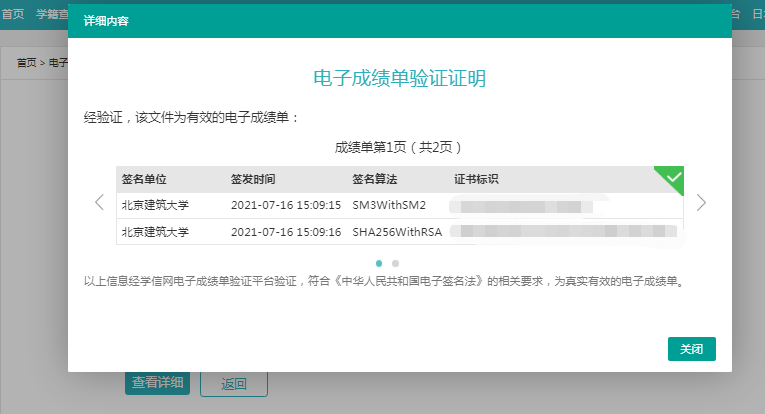 首页 学籍查
详细内容
台 日
首页 > 电子
电子成绩单验证证明
经验证，该文件为有效的电子成绩单：
成绩单第1页（共2页）
签名单位 签发时间 签名算法 证书标识
北京建筑大学 2021-07-16 15:09:15 SM3WithSM2
北京建筑大学 2021-07-16 15:09:16 SHA256WithRSA
以上信息经学信网电子成绩单验证平台验证，符合《中华人民共和国电子签名法》的相关要求，为真实有效的电子成绩单。
关闭
查看详细 返回